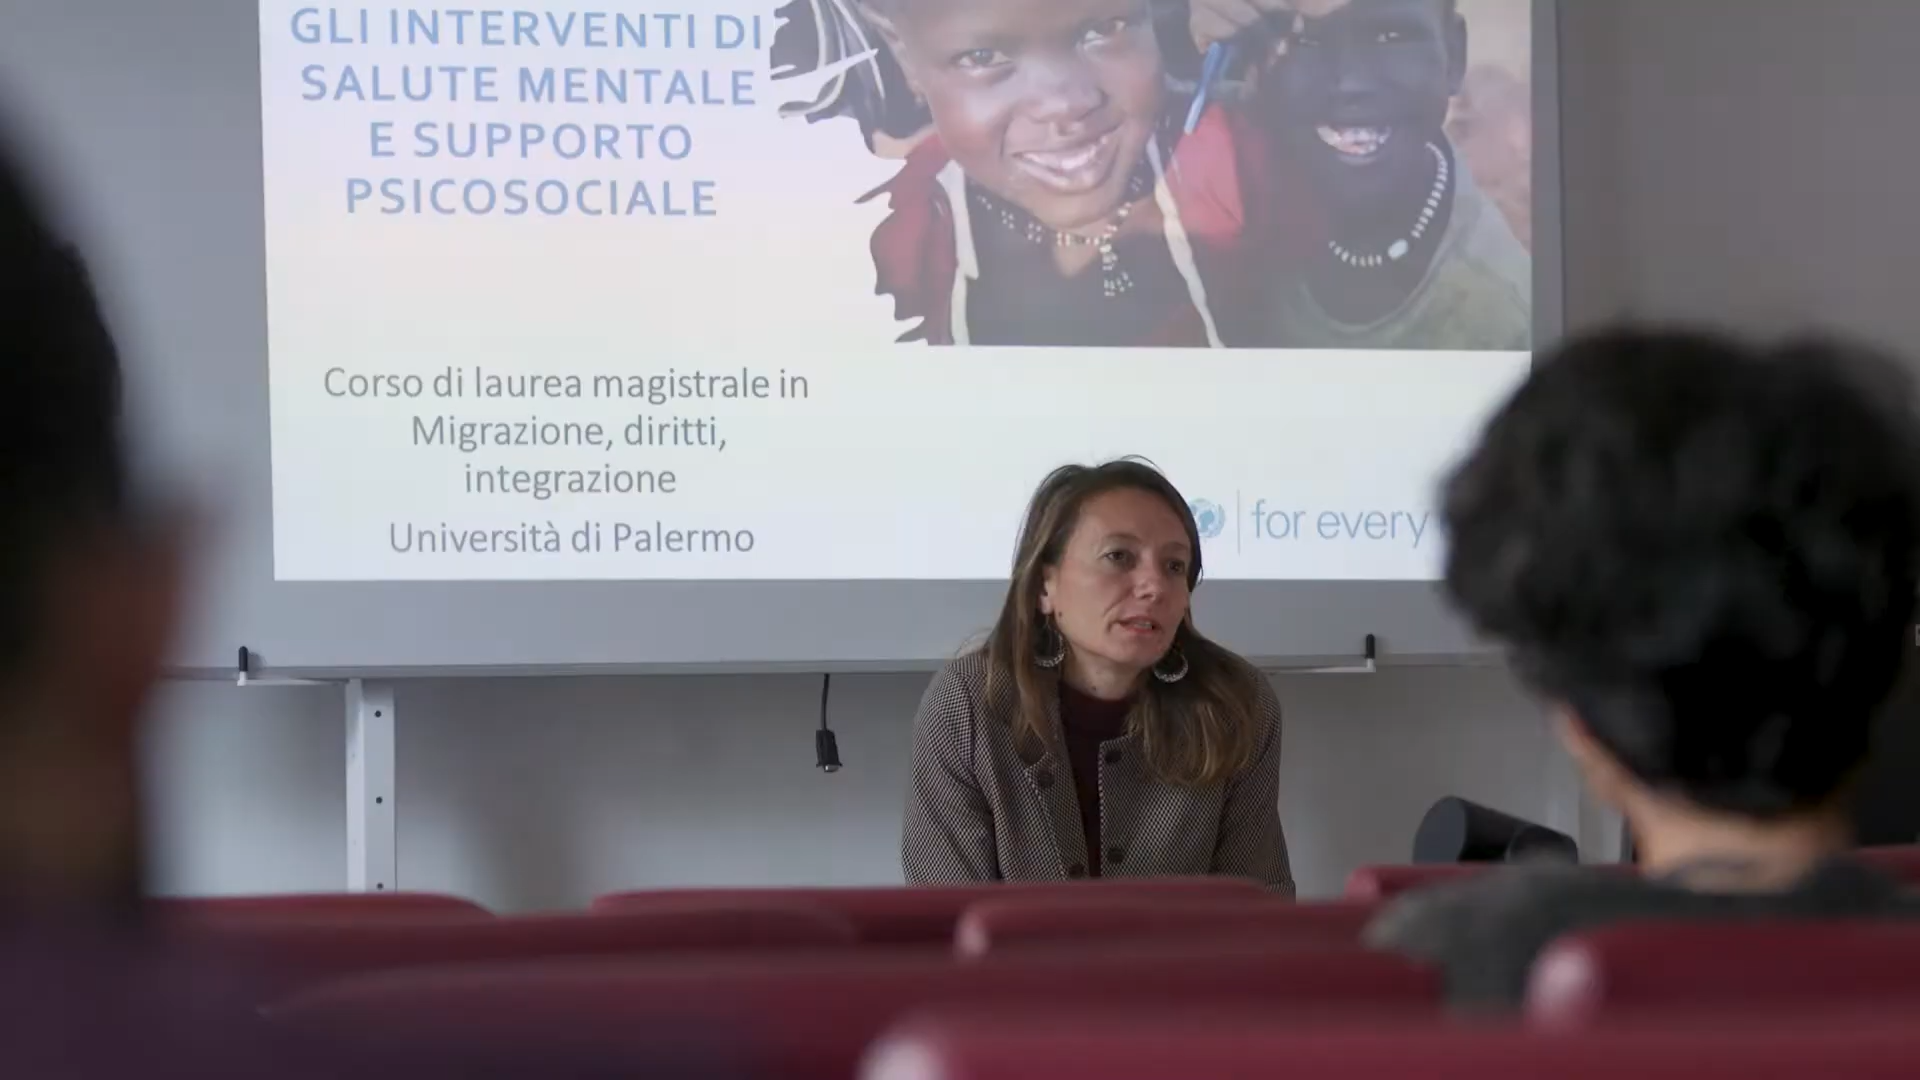 GLI INTERVENTI DI
SALUTE MENTALE
E SUPPORTO
PSICOSOCIALE
Corso di laurea magistrale in
Migrazione, diritti,
integrazione
Università di Palermo
for every